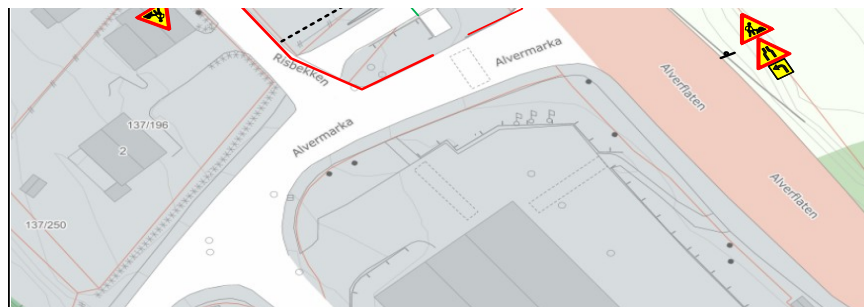 Risbekken
Alvermarka
Alverflaten
Alvermarka
137/196
2
Alverflaten
137/250